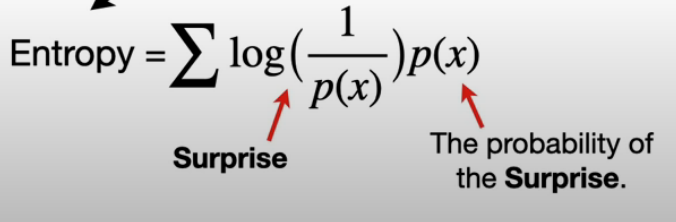 Entropy = ∑ log(1/p(x))p(x)
Surprise
The probability of
the Surprise.